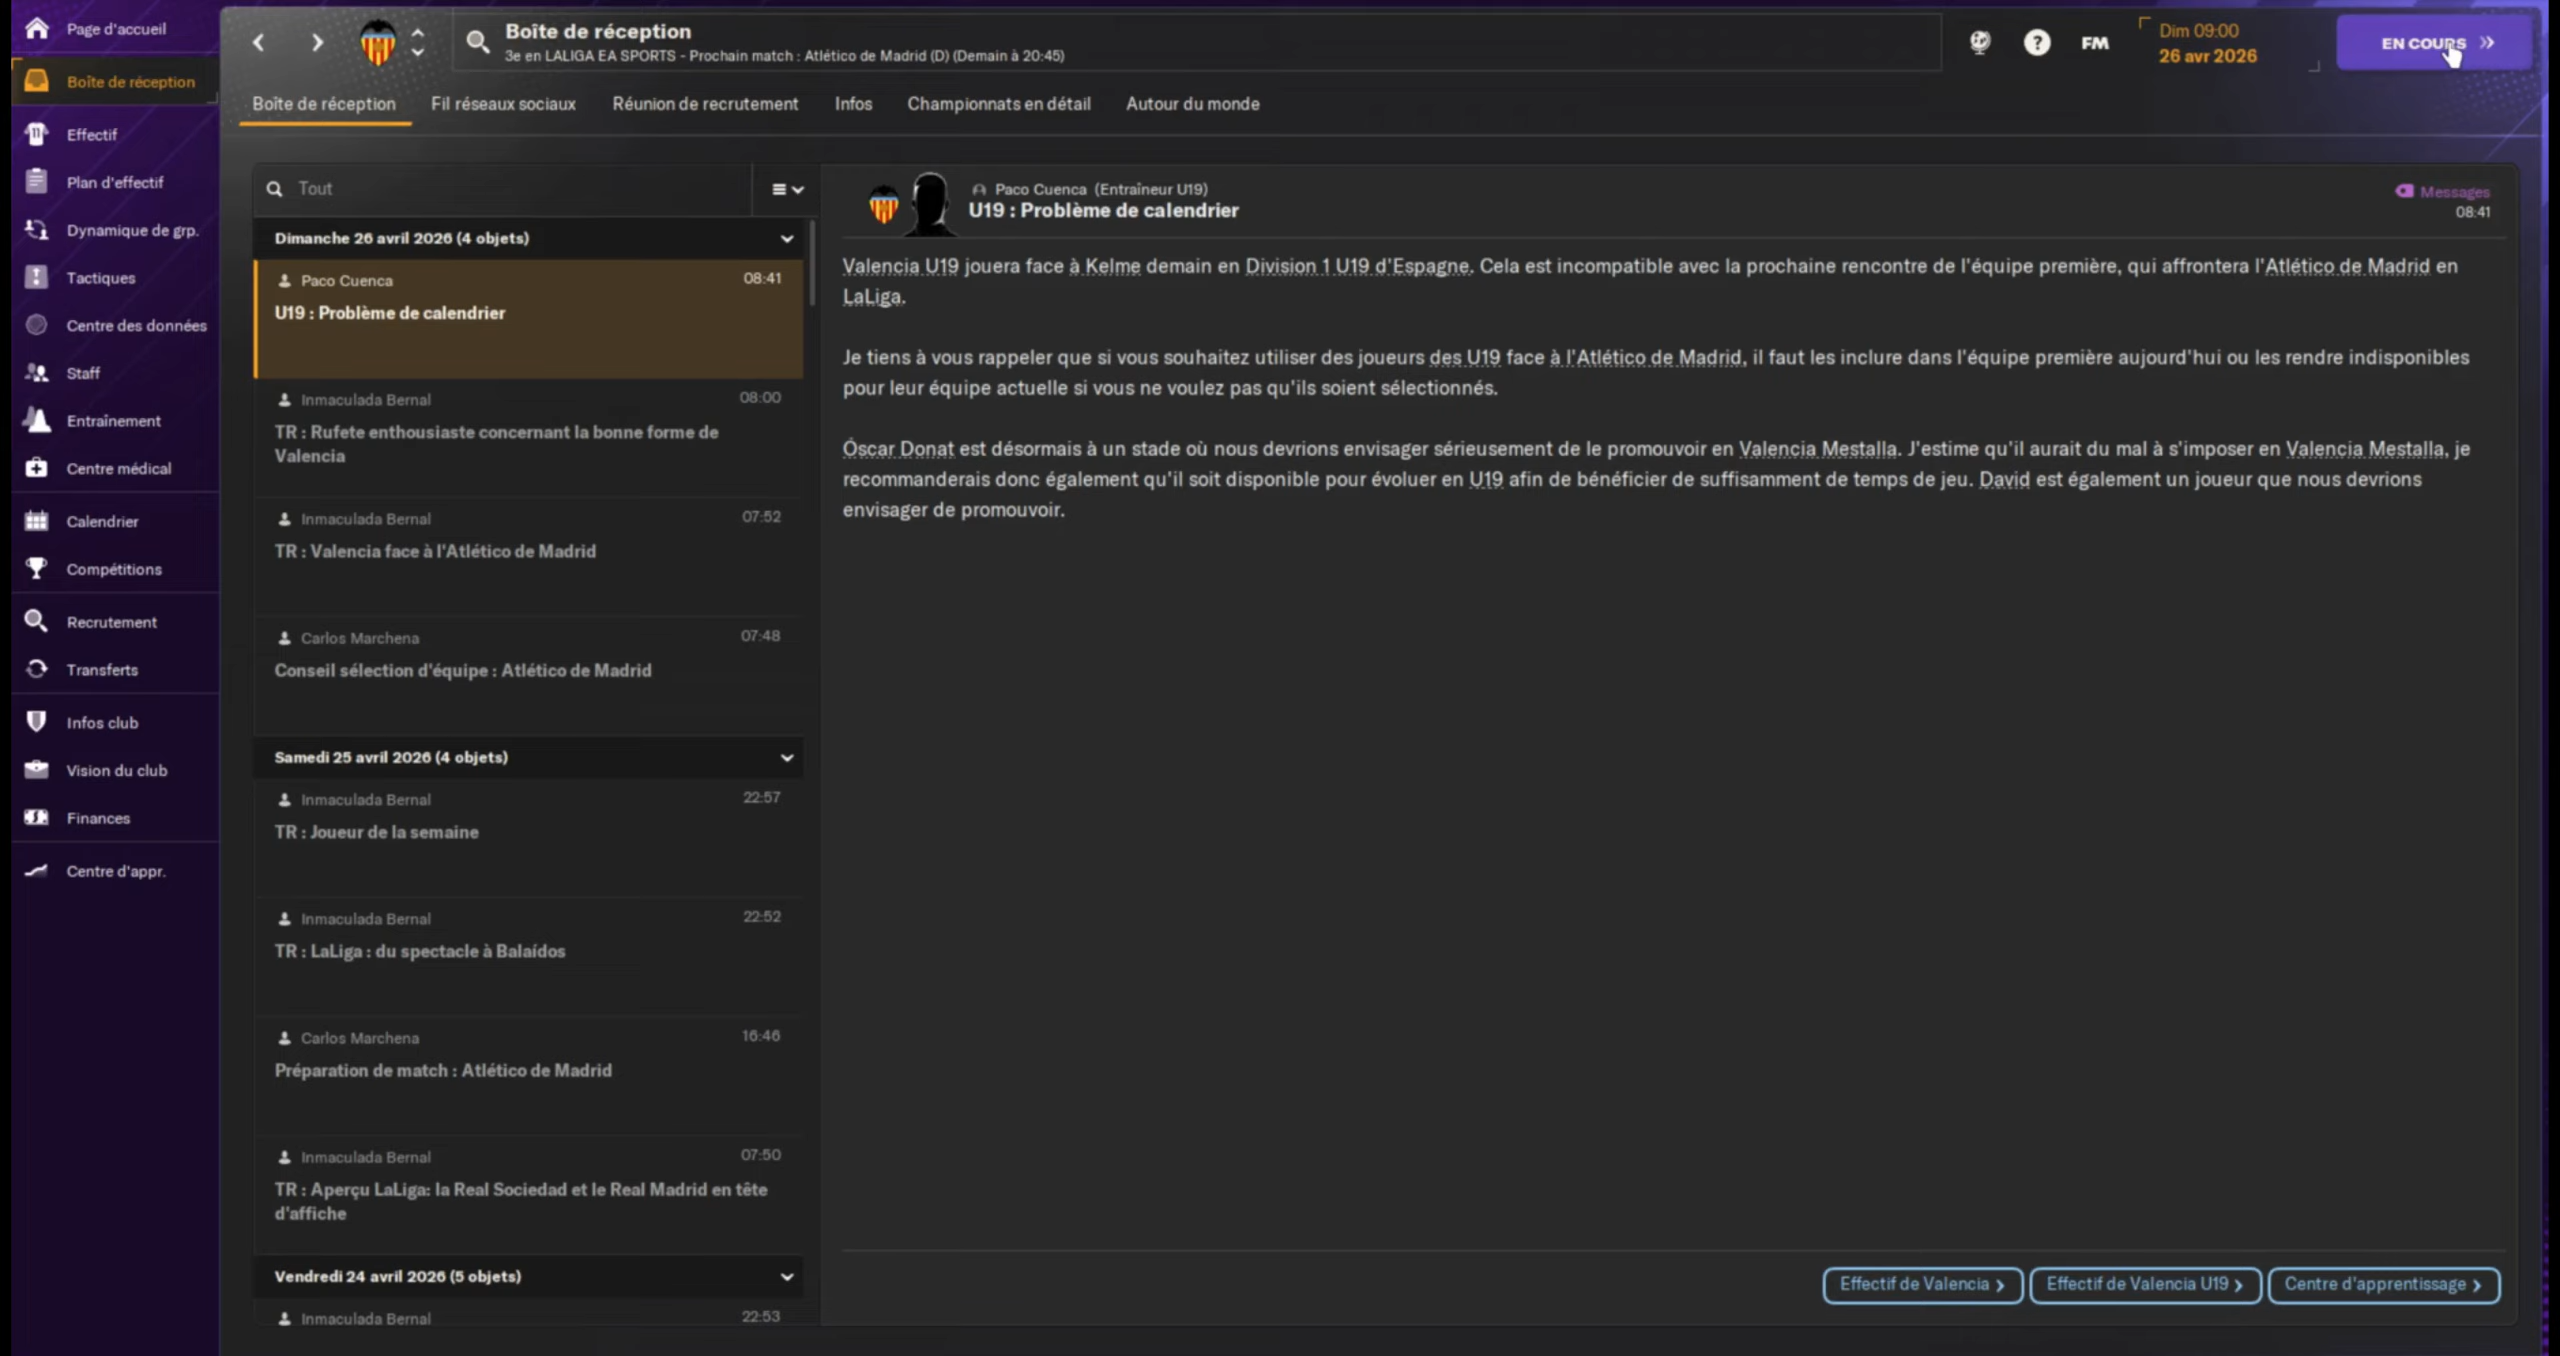 Page d'accueil
Boîte de réception
Effectif
Plan d'effectif
Dynamique de grp.
Tactiques
Centre des données
Staff
Entraînement
Centre médical
Calendrier
Compétitions
Recrutement
Transferts
Infos club
Vision du club
Finances
Centre d'appr.
Boîte de réception
3e en LALIGA EA SPORTS - Prochain match : Atlético de Madrid (D) (Demain à 20:45)
FM
Dim 09:00
26 avr 2026
EN COURS
Boîte de réception
Fil réseaux sociaux
Réunion de recrutement
Infos
Championnats en détail
Autour du monde
Tout
Dimanche 26 avril 2026 (4 objets)
Paco Cuenca 08:41
U19 : Problème de calendrier
Inmaculada Bernal 08:00
TR : Rufete enthousiaste concernant la bonne forme de
Valencia
Inmaculada Bernal 07:52
TR : Valencia face à l'Atlético de Madrid
Carlos Marchena 07:48
Conseil sélection d'équipe : Atlético de Madrid
Samedi 25 avril 2026 (4 objets)
Inmaculada Bernal 22:57
TR : Joueur de la semaine
Inmaculada Bernal 22:52
TR : LaLiga : du spectacle à Balaídos
Carlos Marchena 16:46
Préparation de match : Atlético de Madrid
Inmaculada Bernal 07:50
TR : Aperçu LaLiga: la Real Sociedad et le Real Madrid en tête
d'affiche
Vendredi 24 avril 2026 (5 objets)
Inmaculada Bernal 22:53
Paco Cuenca (Entraîneur U19)
U19 : Problème de calendrier
Messages
08:41
Valencia U19 jouera face à Kelme demain en Division 1 U19 d'Espagne. Cela est incompatible avec la prochaine rencontre de l'équipe première, qui affrontera l'Atlético de Madrid en
LaLiga.
Je tiens à vous rappeler que si vous souhaitez utiliser des joueurs des U19 face à l'Atlético de Madrid, il faut les inclure dans l'équipe première aujourd'hui ou les rendre indisponibles
pour leur équipe actuelle si vous ne voulez pas qu'ils soient sélectionnés.
Óscar Donat est désormais à un stade où nous devrions envisager sérieusement de le promouvoir en Valencia Mestalla. J'estime qu'il aurait du mal à s'imposer en Valencia Mestalla, je
recommanderais donc également qu'il soit disponible pour évoluer en U19 afin de bénéficier de suffisamment de temps de jeu. David est également un joueur que nous devrions
envisager de promouvoir.
Effectif de Valencia
Effectif de Valencia U19
Centre d'apprentissage